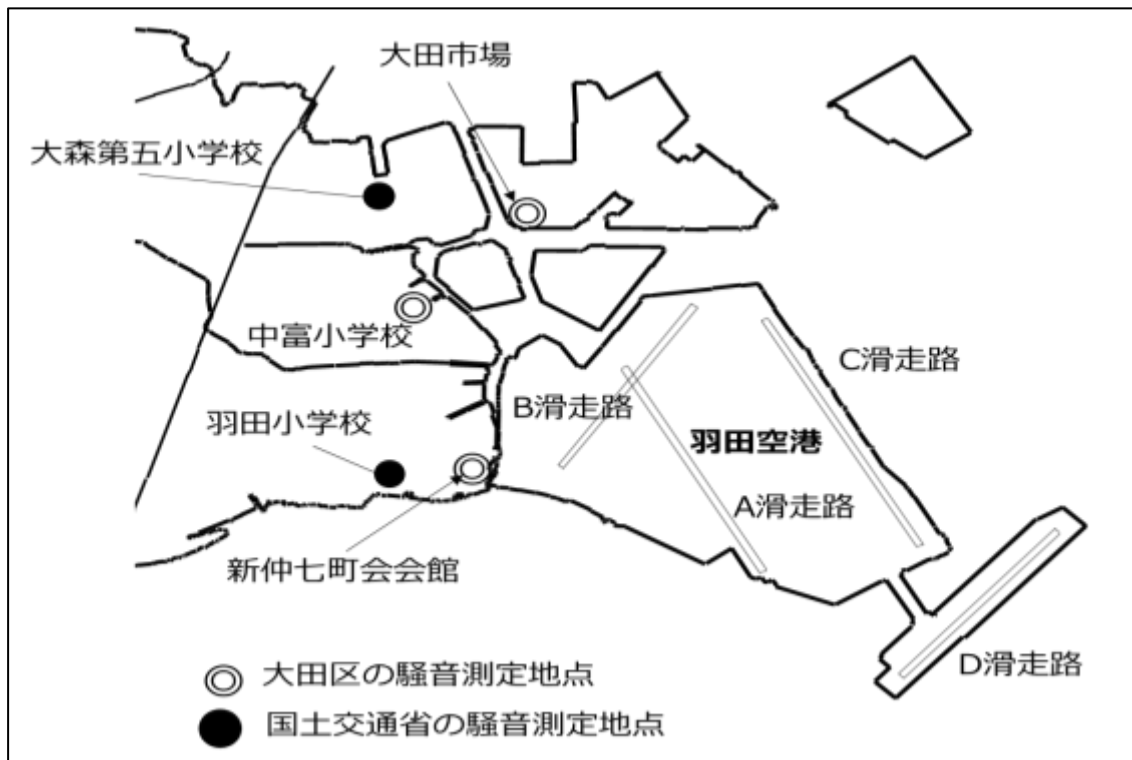 大田市場
大森第五小学校
中富小学校
C滑走路
B滑走路
羽田小学校
羽田空港
A滑走路
新仲七町会会館
D滑走路
大田区の騒音測定地点
国土交通省の騒音測定地点